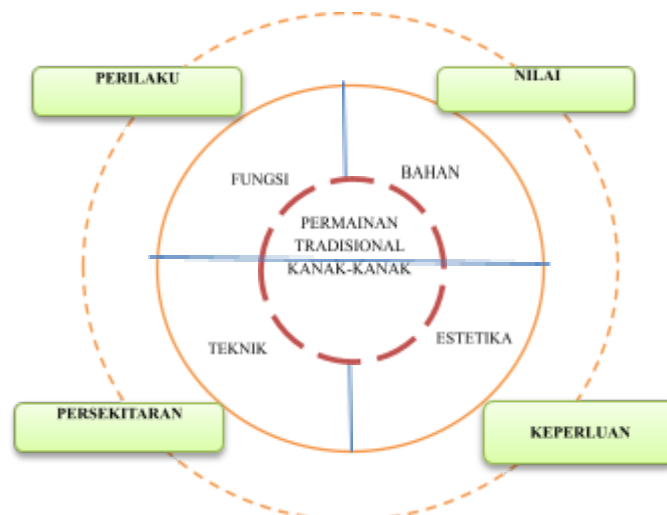 PERILAKU
NILAI
FUNGSI
BAHAN
PERMAINAN
TRADISIONAL
KANAK-KANAK
TEKNIK
ESTETIKA
PERSEKITARAN
KEPERLUAN